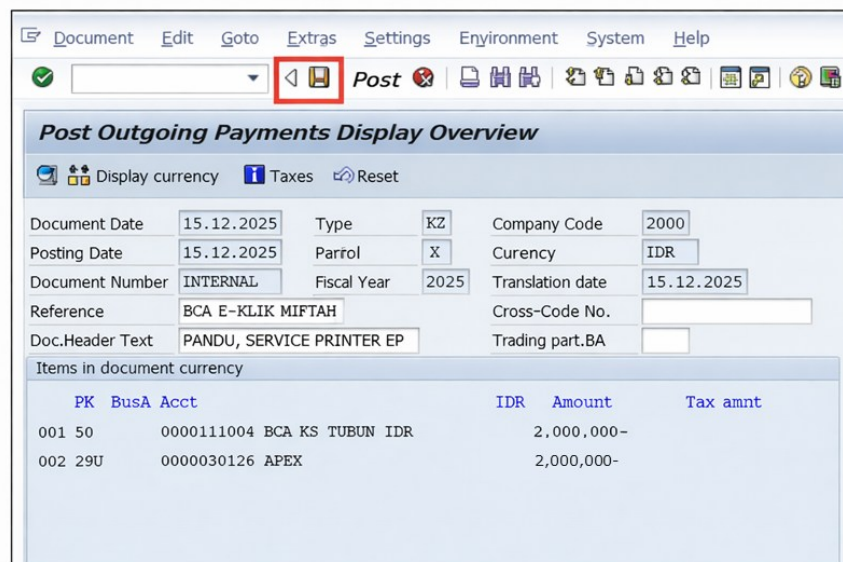 Document Edit Goto Extras Settings Environment System Help
Post
Post Outgoing Payments Display Overview
Display currency Taxes Reset
Document Date 15.12.2025 Type KZ Company Code 2000
Posting Date 15.12.2025 Parrol X Curency IDR
Document Number INTERNAL Fiscal Year 2025 Translation date 15.12.2025
Reference BCA E-KLIK MIFTAH Cross-Code No.
Doc.Header Text PANDU, SERVICE PRINTER EP Trading part.BA
Items in document currency
PK BusA Acct IDR Amount Tax amnt
001 50 0000111004 BCA KS TUBUN IDR 2,000,000-
002 29U 0000030126 APEX 2,000,000-